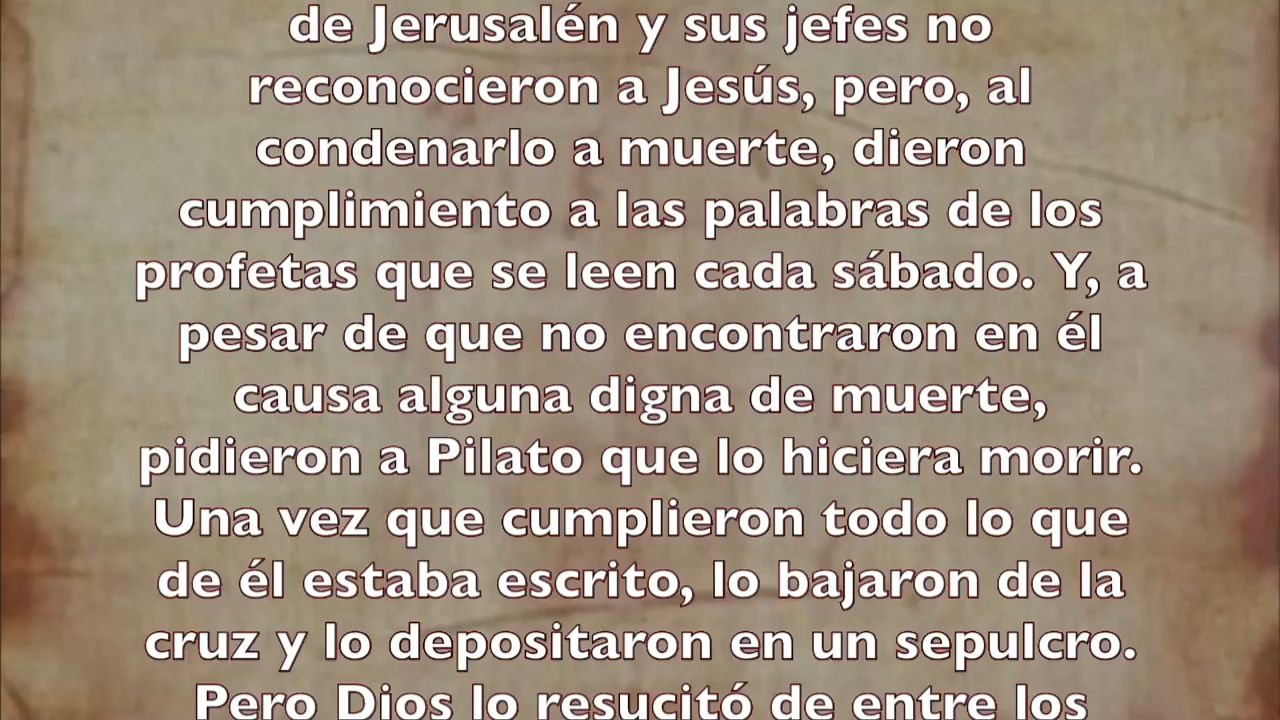 de Jerusalén y sus jefes no
reconocieron a Jesús, pero, al
condenarlo a muerte, dieron
cumplimiento a las palabras de los
profetas que se leen cada sábado. Y, a
pesar de que no encontraron en él
causa alguna digna de muerte,
pidieron a Pilato que lo hiciera morir.
Una vez que cumplieron todo lo que
de él estaba escrito, lo bajaron de la
cruz y lo depositaron en un sepulcro.
Pero Dios lo resucitó de entre los